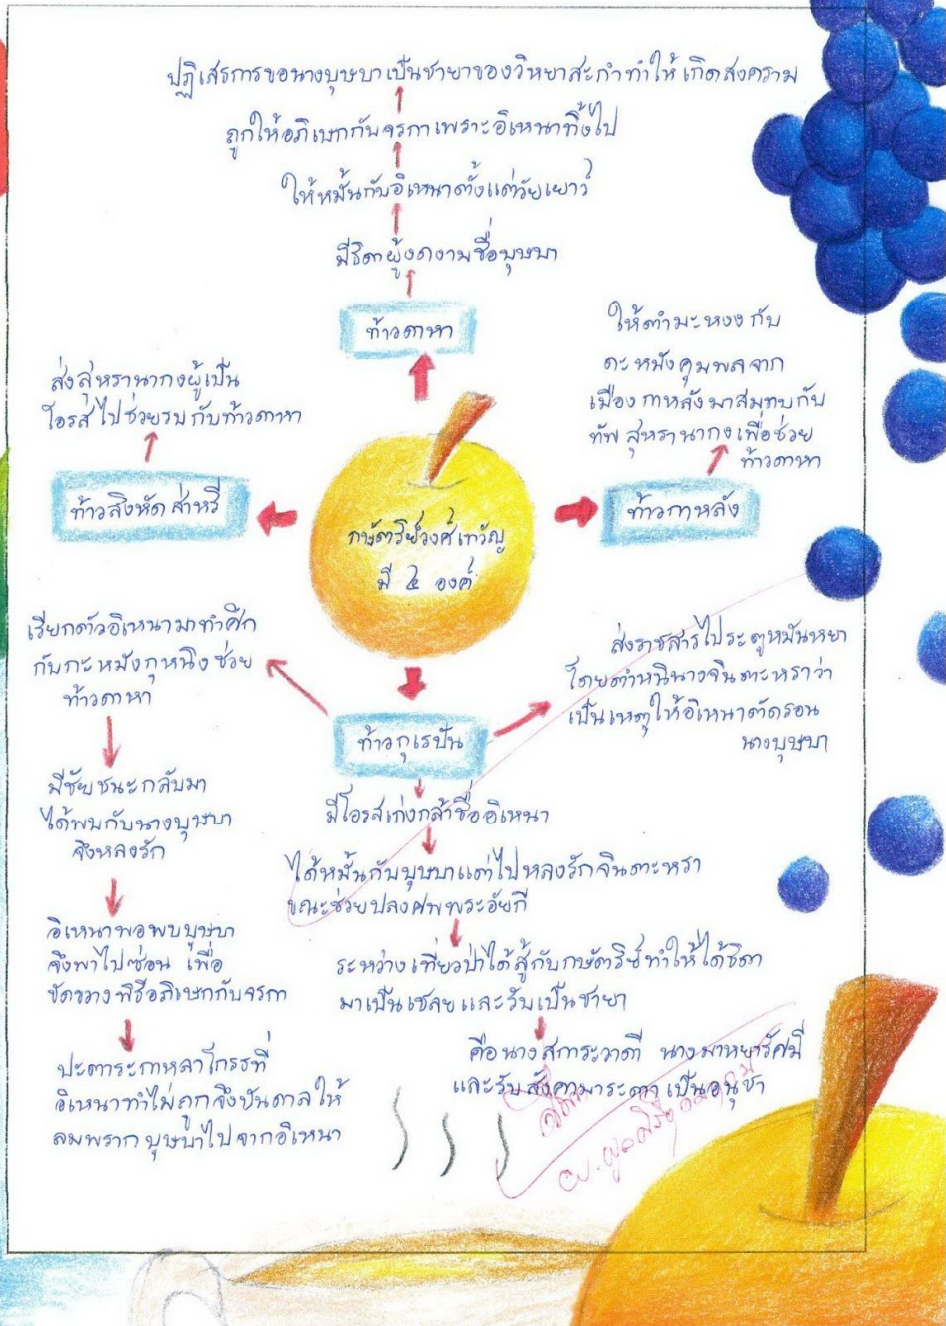 ปฏิเสธการขอนางบุษบาเป็นชายาของวิหยาสะกำทำให้เกิดสงคราม
ถูกให้อภิเษกกับจรกาเพราะอิเหนาทิ้งไป
ให้หมั้นกับอิเหนาตั้งแต่วัยเยาว์
มีธิดาผู้งดงามชื่อบุษบา
ท้าวดาหา
ส่งสุหรานากงผู้เป็น
โอรสไปช่วยรบกับท้าวดาหา
ท้าวสิงหัดส่าหรี
ให้ตำมะหงง กับ
ดะหมังคุมพลจาก
เมืองกาหลังมาสมทบกับ
ทัพสุหรานากงเพื่อช่วย
ท้าวดาหา
ท้าวกาหลัง
กษัตริย์วงศ์เทวัญ
มี ๔ องค์
เรียกตัวอิเหนามาทำศึก
กับกะหมังกุหนิงช่วย
ท้าวดาหา
มีชัยชนะกลับมา
ได้พบกับนางบุษบา
จึงหลงรัก
อิเหนาพอพบบุษบา
จึงพาไปซ่อน เพื่อ
ขัดขวางพิธีอภิเษกกับจรกา
ปะตาระกาหลาโกรธที่
อิเหนาทำไม่ถูกจึงบันดาลให้
ลมพรากบุษบาไปจากอิเหนา
ท้าวกุเรปัน
ส่งราชสารไประตูหมันหยา
โดยตำหนินางจินตะหราว่า
เป็นเหตุให้อิเหนาตัดรอน
นางบุษบา
มีโอรสเก่งกล้าชื่ออิเหนา
ได้หมั้นกับบุษบาแต่ไปหลงรักจินตะหรา
ขณะช่วยปลงศพพระอัยกี
ระหว่างเที่ยวป่าได้สู้กับกษัตริย์ทำให้ได้ธิดา
มาเป็นเชลยและรับเป็นชายา
คือนางสการะวาตี นางมาหยารัศมี
และรับสังคามาระตาเป็นอนุชา